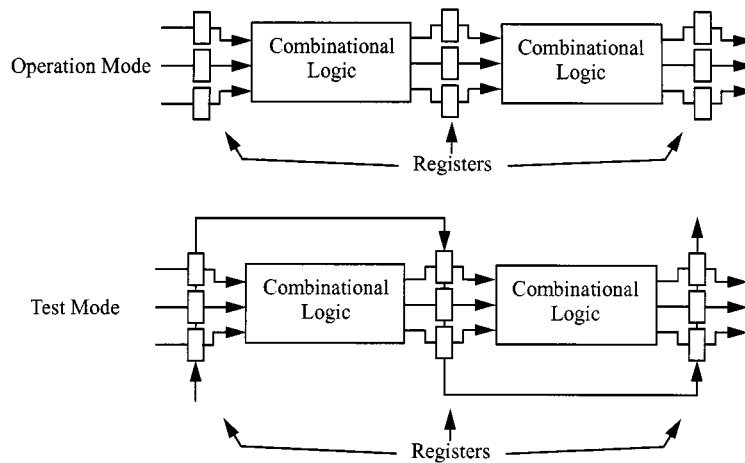 Operation Mode
Combinational
Logic
Combinational
Logic
Registers
Test Mode
Combinational
Logic
Combinational
Logic
Registers